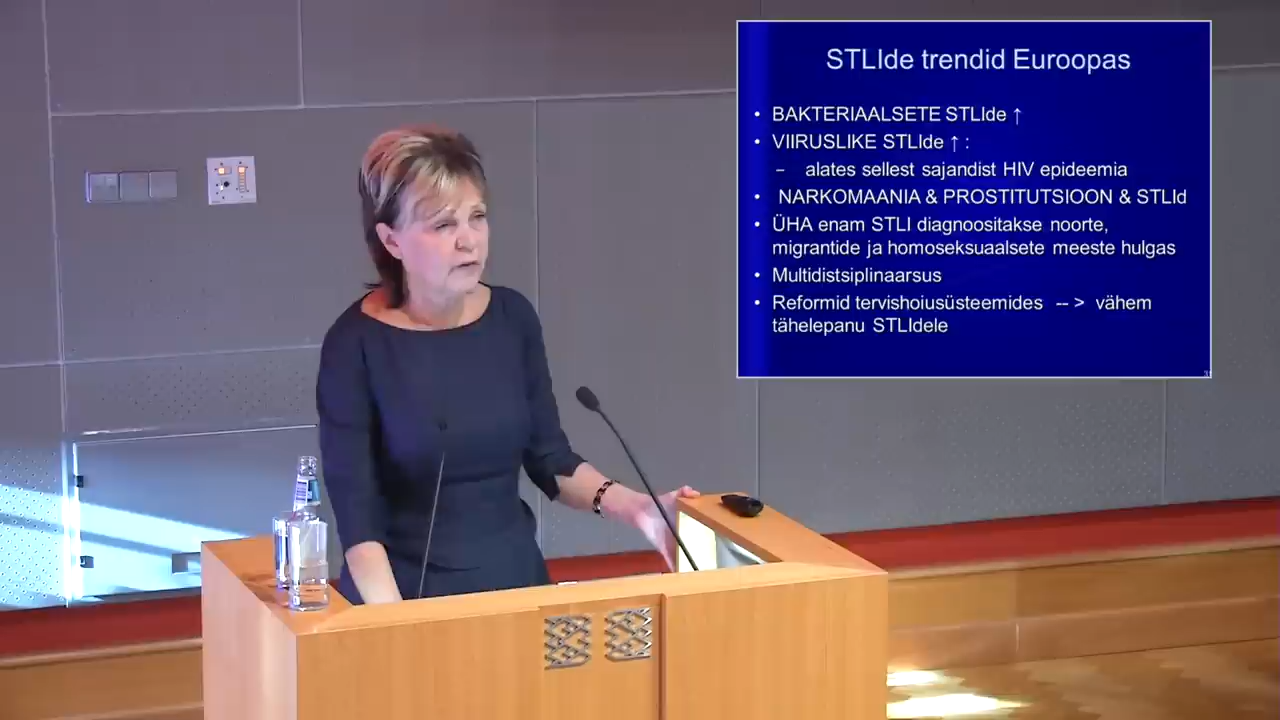 STLIde trendid Euroopas
• BAKTERIAALSETE STLIde ↑
• VIIRUSLIKE STLIde ↑ :
– alates sellest sajandist HIV epideemia
• NARKOMAANIA & PROSTITUTSIOON & STLId
• ÜHA enam STLI diagnoositakse noorte,
migrantide ja homoseksuaalsete meeste hulgas
• Multidistsiplinaarsus
• Reformid tervishoiusüsteemides -- > vähem
tähelepanu STLIdele